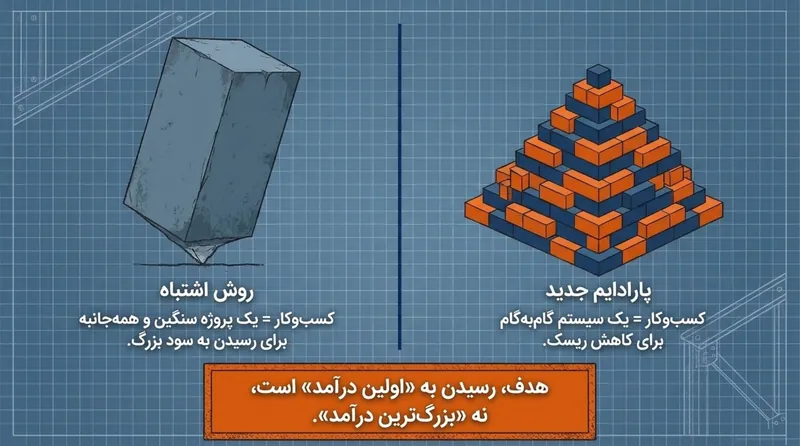 پارادایم جدید
کسب‌وکار = یک سیستم گام‌به‌گام
برای کاهش ریسک.
روش اشتباه
کسب‌وکار = یک پروژه سنگین و همه‌جانبه
برای رسیدن به سود بزرگ.
هدف، رسیدن به «اولین درآمد» است،
نه «بزرگ‌ترین درآمد».